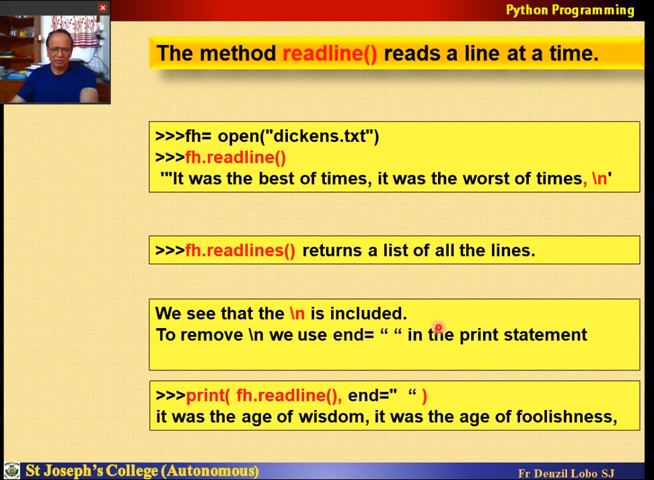 Python Programming
The method readline() reads a line at a time.
>>>fh= open("dickens.txt")
>>>fh.readline()
'"It was the best of times, it was the worst of times, \n'
>>>fh.readlines() returns a list of all the lines.
We see that the \n is included.
To remove \n we use end= “ “ in the print statement
>>>print( fh.readline(), end=" “ )
it was the age of wisdom, it was the age of foolishness,
St Joseph's College (Autonomous)
Fr Denzil Lobo SJ